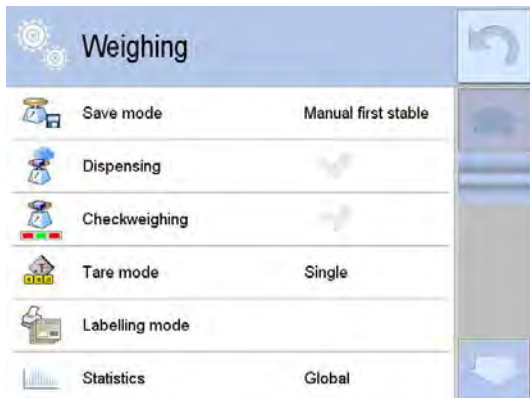 Weighing
Save mode Manual first stable
Dispensing
Checkweighing
Tare mode Single
Labelling mode
Statistics Global